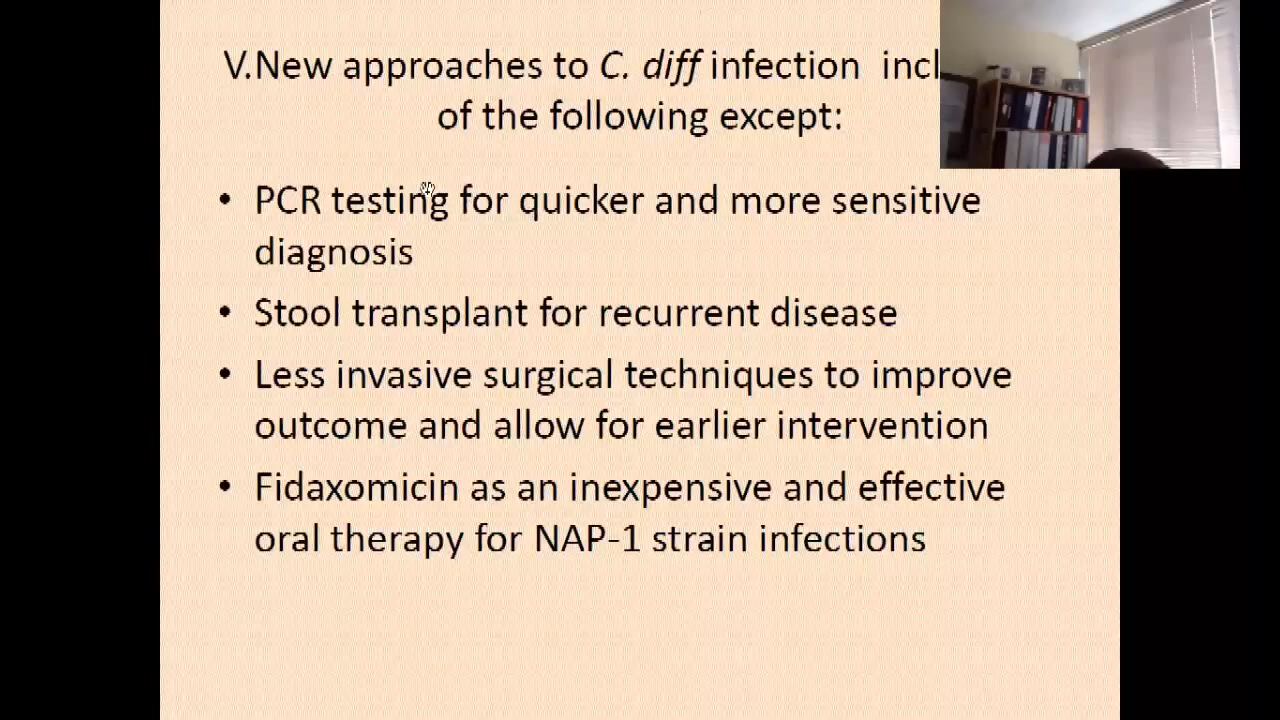 V.New approaches to C. diff infection
of the following except:
• PCR testing for quicker and more sensitive
diagnosis
• Stool transplant for recurrent disease
• Less invasive surgical techniques to improve
outcome and allow for earlier intervention
• Fidaxomicin as an inexpensive and effective
oral therapy for NAP-1 strain infections